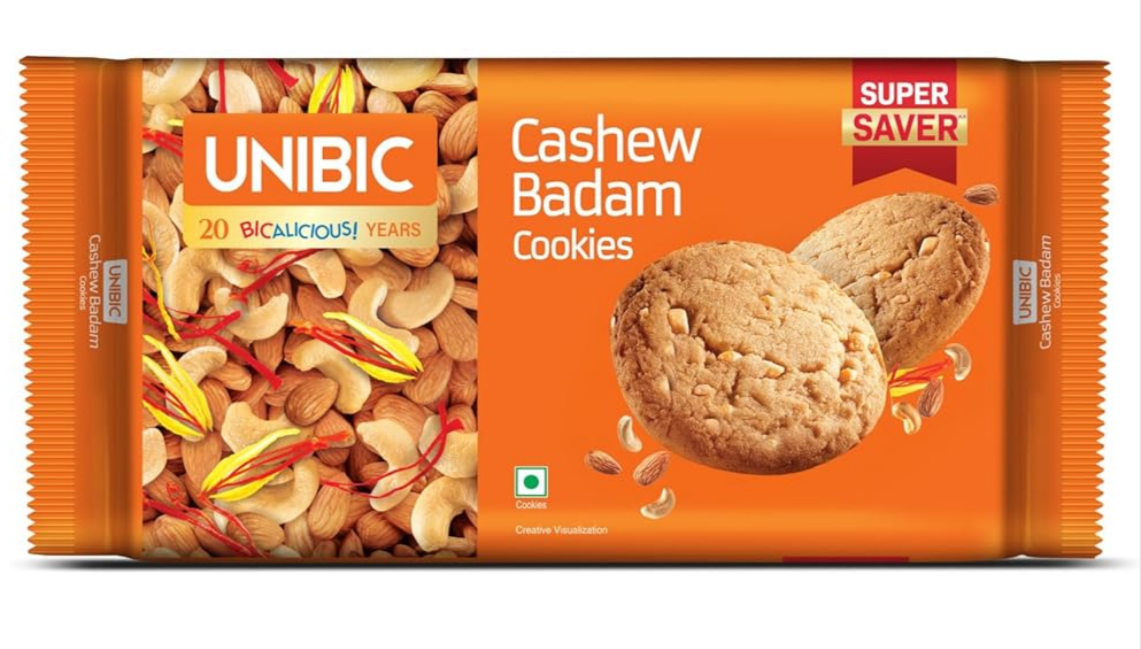 UNIBIC
20 BICALICIOUS! YEARS
Cashew
Badam
Cookies
SUPER
SAVER**
Cookies
Creative Visualization
UNIBIC
Cashew Badam
Cookies
UNIBIC
Cashew Badam
Cookies